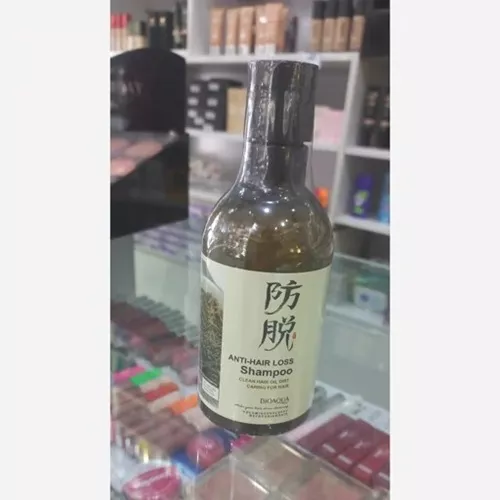 防
脱
ANTI-HAIR LOSS
Shampoo
CLEAN HAIR OIL DIRT
CARING FOR HAIR
BIOAQUA